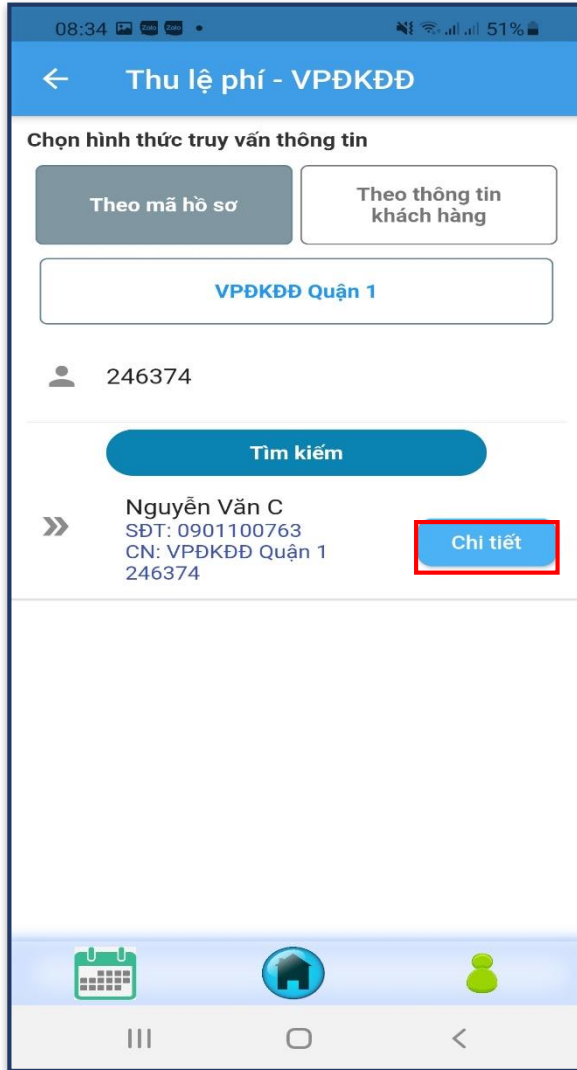 08:34
51%
Thu lệ phí - VPĐKĐĐ
Chọn hình thức truy vấn thông tin
Theo mã hồ sơ
Theo thông tin
khách hàng
VPĐKĐĐ Quận 1
246374
Tìm kiếm
Nguyễn Văn C
SĐT: 0901100763
CN: VPĐKĐĐ Quận 1
246374
Chi tiết